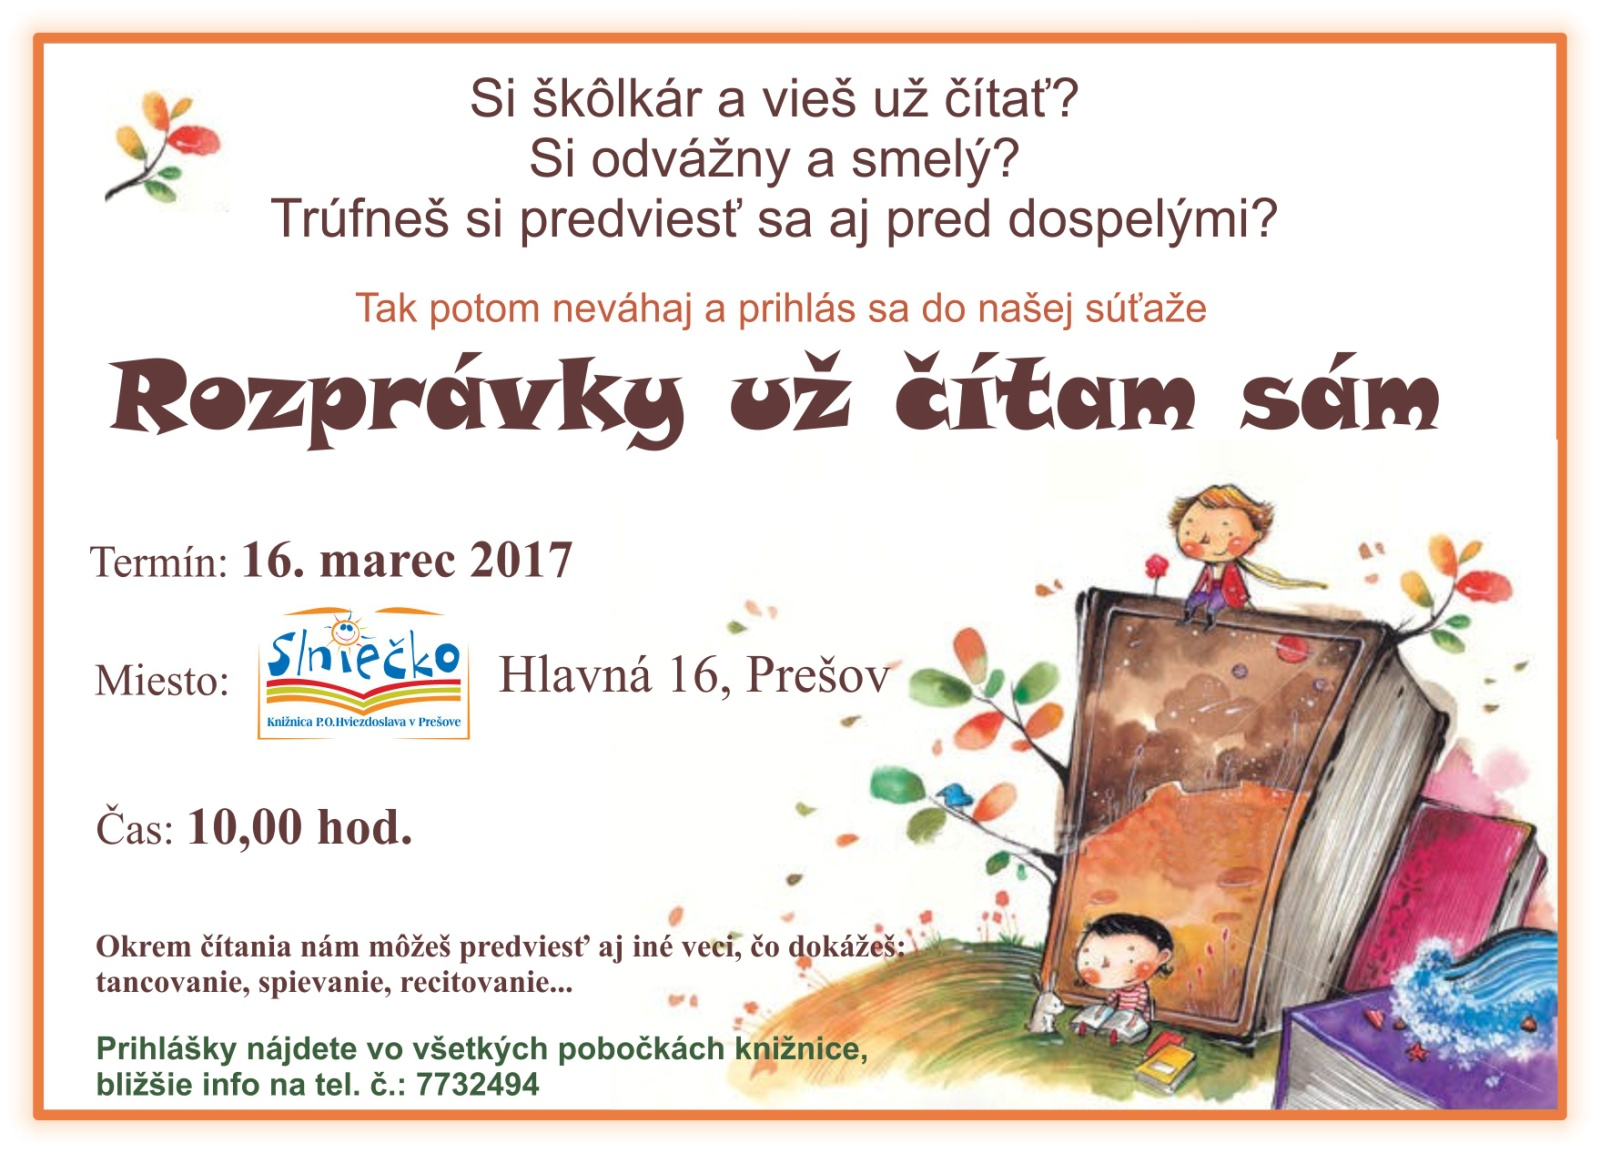 Si škôlkár a vieš už čítať?
Si odvážny a smelý?
Trúfneš si predviesť sa aj pred dospelými?
Tak potom neváhaj a prihlás sa do našej súťaže
Rozprávky už čítam sám
Termín: 16. marec 2017
Miesto:
Slniečko
Knižnica P.O.Hviezdoslava v Prešove
Hlavná 16, Prešov
Čas: 10,00 hod.
Okrem čítania nám môžeš predviesť aj iné veci, čo dokážeš:
tancovanie, spievanie, recitovanie...
Prihlášky nájdete vo všetkých pobočkách knižnice,
bližšie info na tel. č.: 7732494